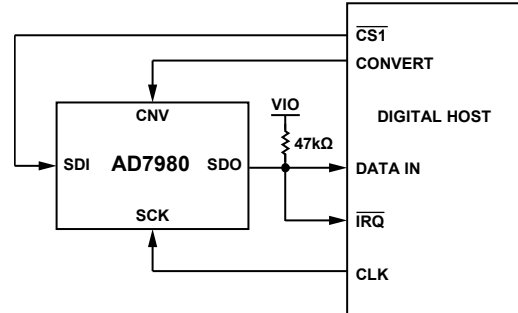 CS1
CONVERT
CNV
VIO
DIGITAL HOST
47kΩ
SDI
AD7980
SDO
DATA IN
SCK
IRQ
CLK